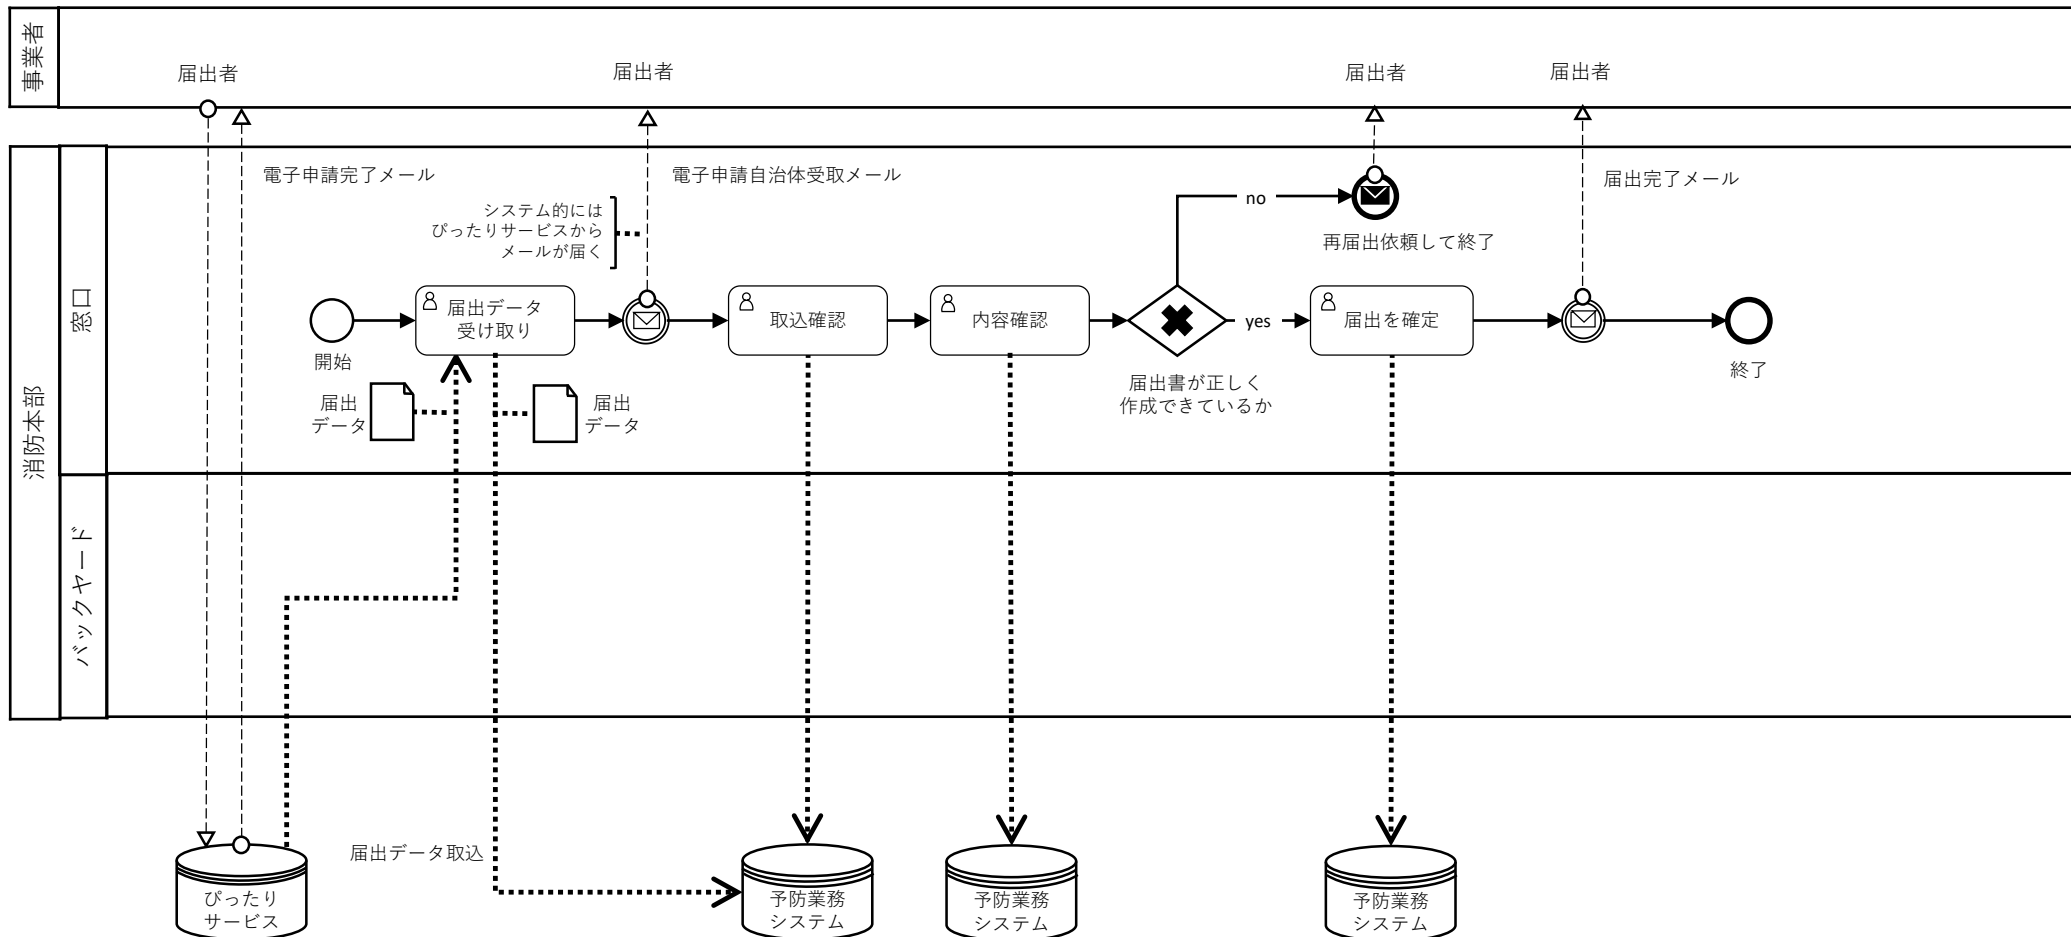 事業者
届出者
届出者
届出者
届出者
消防本部
窓口
バックヤード
電子申請完了メール
電子申請自治体受取メール
届出完了メール
システム的には
ぴったりサービスから
メールが届く
no
再届出依頼して終了
開始
届出データ
受け取り
取込確認
内容確認
yes
届出を確定
終了
届出書が正しく
作成できているか
届出
データ
届出
データ
届出データ取込
ぴったり
サービス
予防業務
システム
予防業務
システム
予防業務
システム